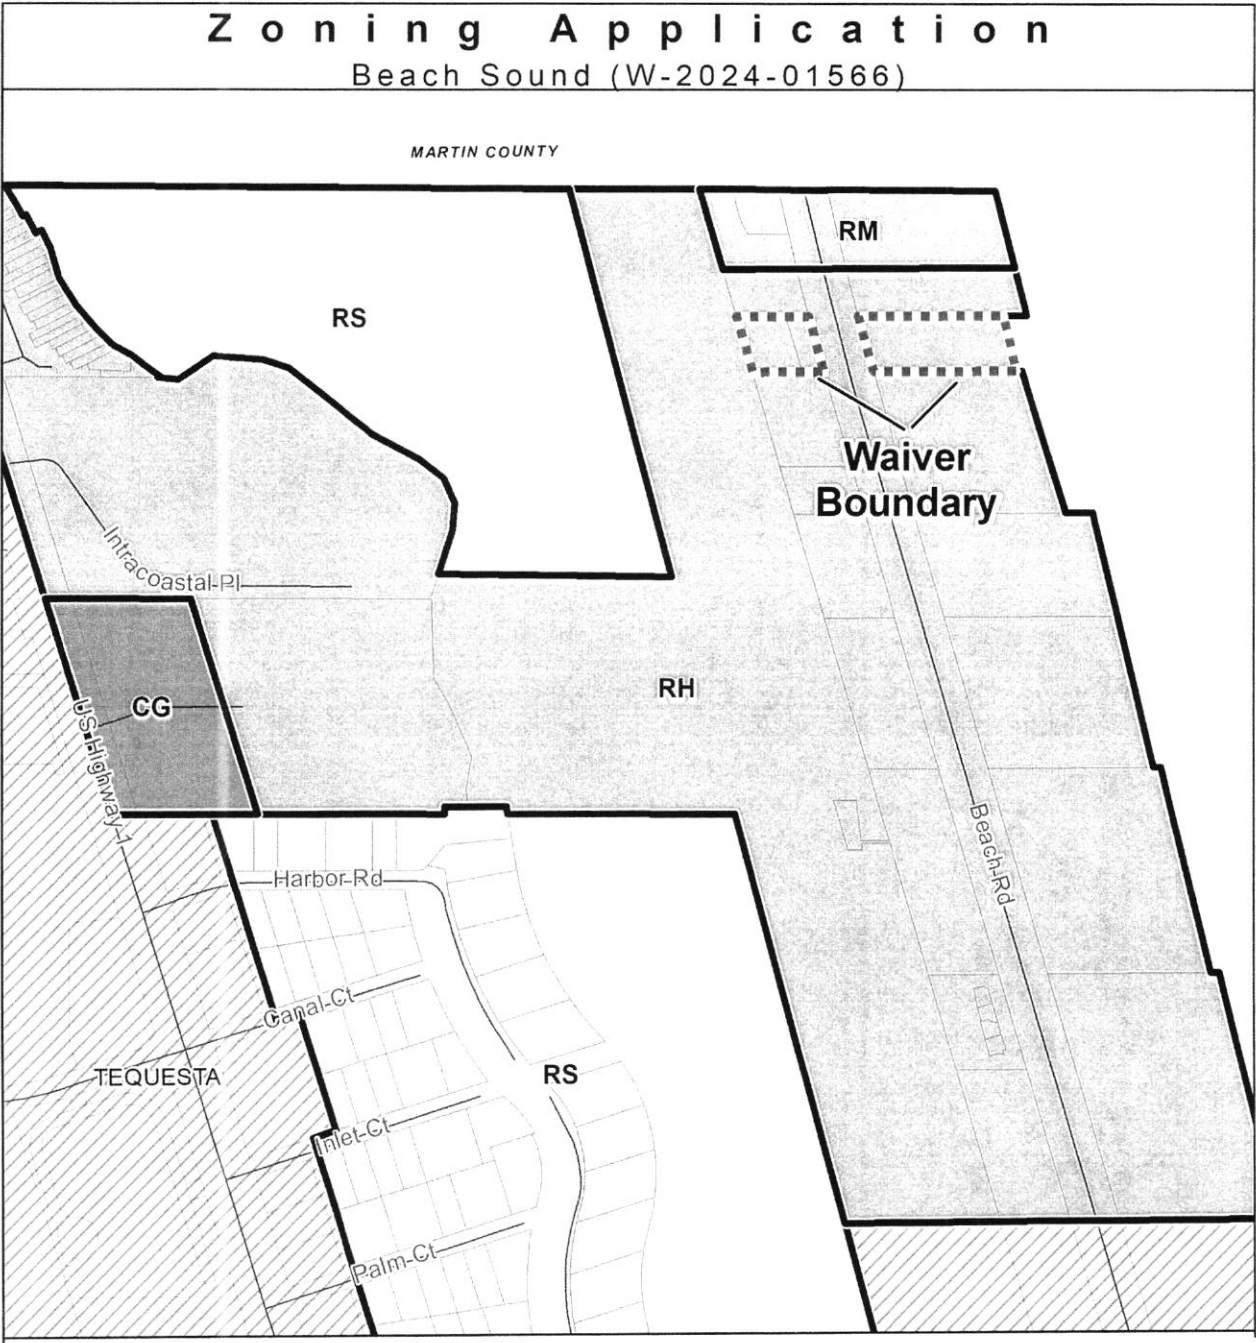 Zoning Application
Beach Sound (W-2024-01566)
MARTIN COUNTY
RM
RS
Waiver
Boundary
Intracoastal Pl
RH
CG
US Highway 1
Beach Rd
Harbor Rd
Canal Ct
TEQUESTA
RS
Inlet Ct
Palm Ct